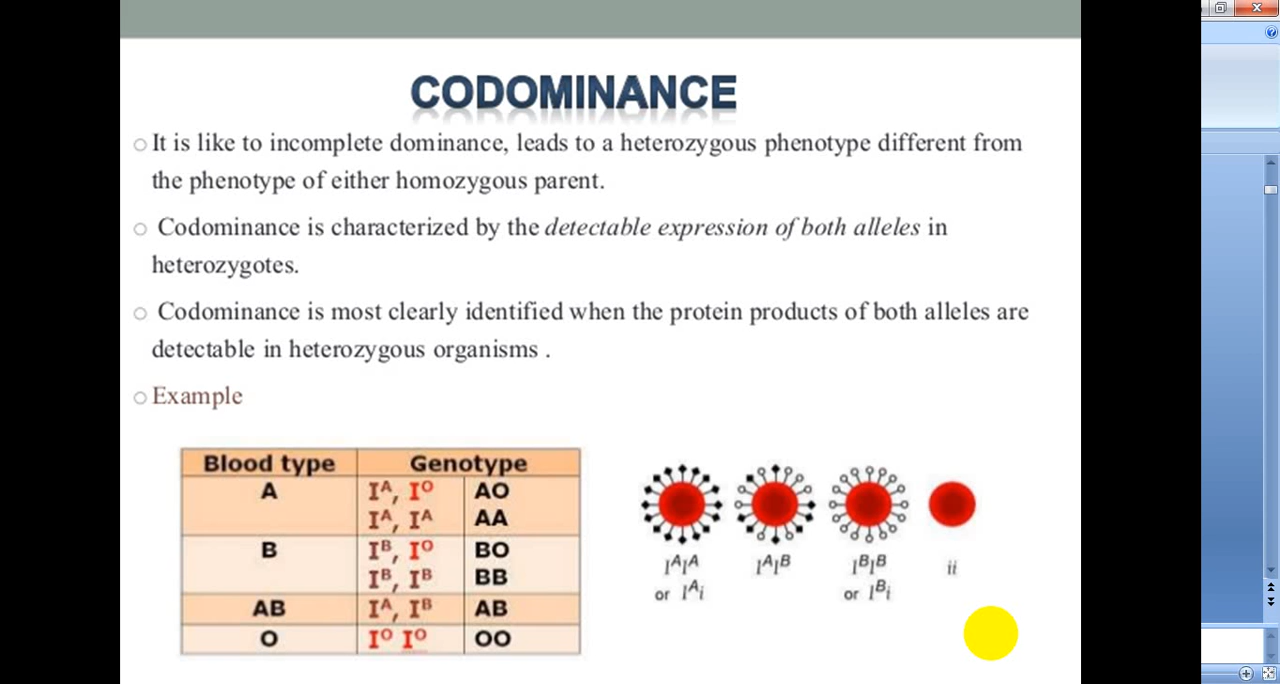 CODOMINANCE
It is like to incomplete dominance, leads to a heterozygous phenotype different from
the phenotype of either homozygous parent.
Codominance is characterized by the detectable expression of both alleles in
heterozygotes.
Codominance is most clearly identified when the protein products of both alleles are
detectable in heterozygous organisms .
Example
Blood type Genotype
A Iᴬ, Iᴼ AO
Iᴬ, Iᴬ AA
B Iᴮ, Iᴼ BO
Iᴮ, Iᴮ BB
AB Iᴬ, Iᴮ AB
O Iᴼ Iᴼ OO
IᴬIᴬ IᴬIᴮ IᴮIᴮ ii
or Iᴬi or Iᴮi